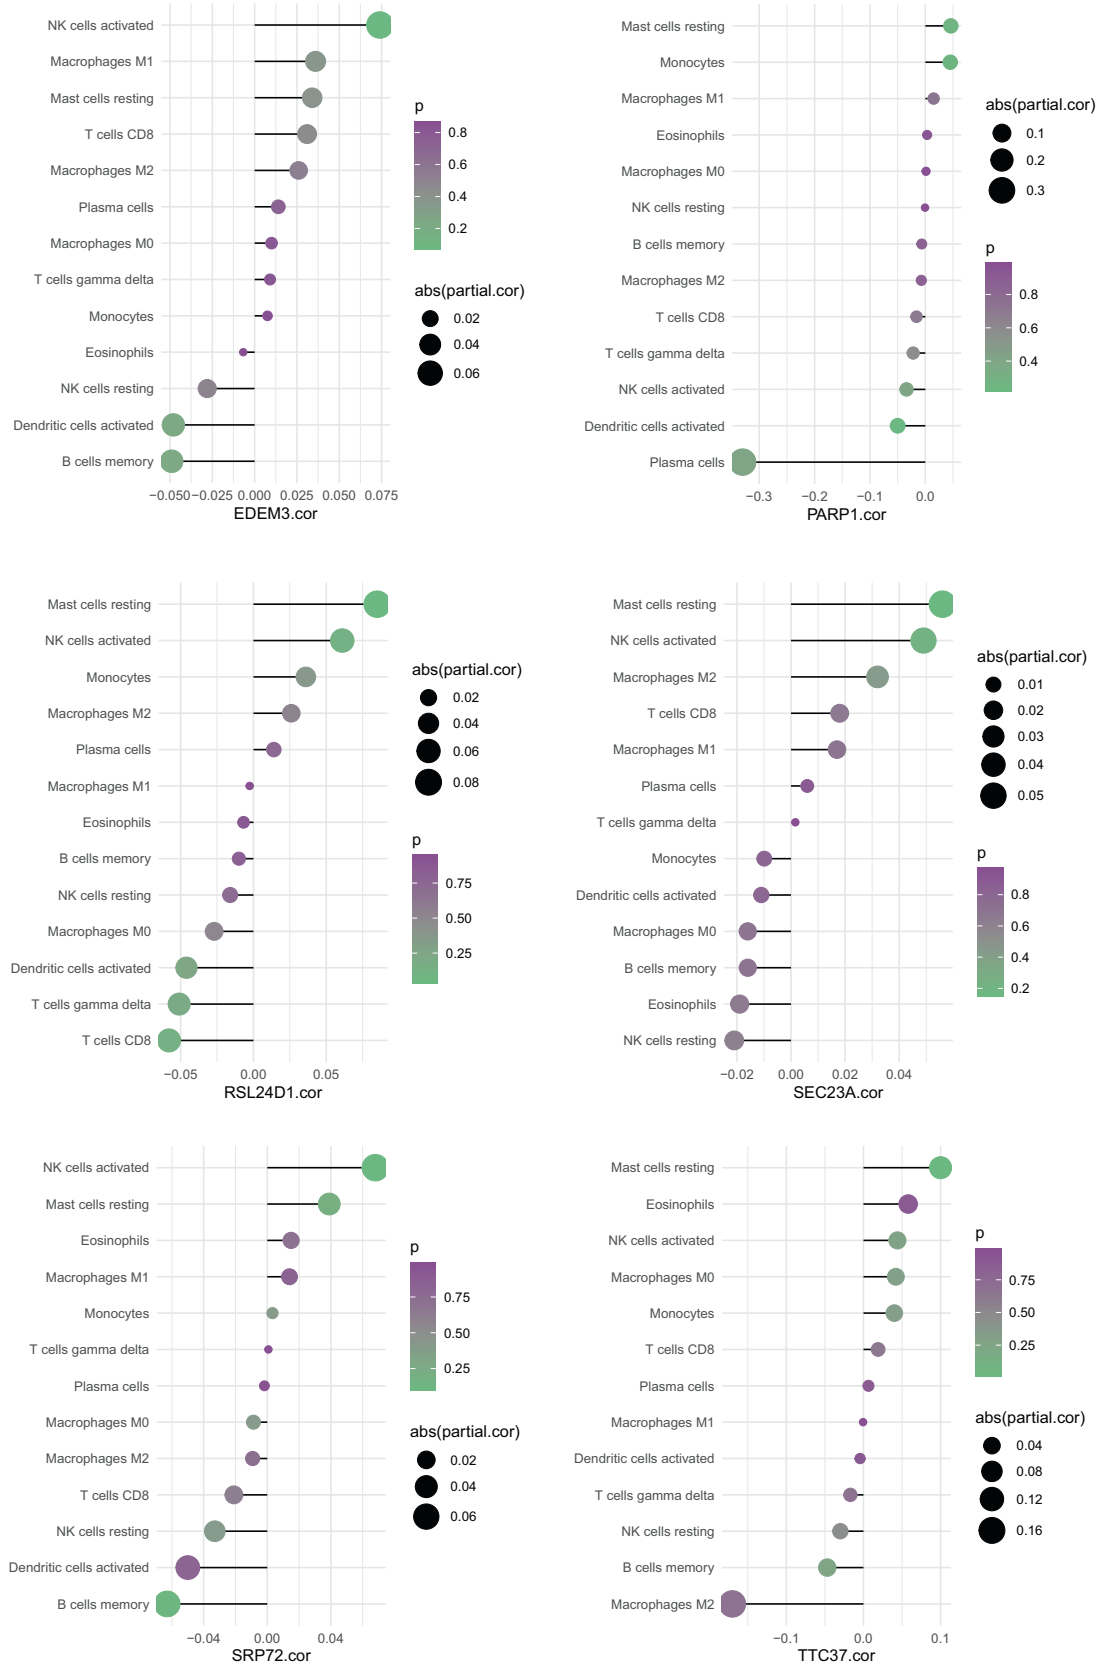 NK cells activated
Macrophages M1
Mast cells resting
T cells CD8
Macrophages M2
Plasma cells
Macrophages M0
T cells gamma delta
Monocytes
Eosinophils
NK cells resting
Dendritic cells activated
B cells memory
−0.050 −0.025 0.000 0.025 0.050 0.075
EDEM3.cor
p
0.8
0.6
0.4
0.2
abs(partial.cor)
0.02
0.04
0.06
Mast cells resting
Monocytes
Macrophages M1
Eosinophils
Macrophages M0
NK cells resting
B cells memory
Macrophages M2
T cells CD8
T cells gamma delta
NK cells activated
Dendritic cells activated
Plasma cells
−0.3 −0.2 −0.1 0.0
PARP1.cor
abs(partial.cor)
0.1
0.2
0.3
p
0.8
0.6
0.4
Mast cells resting
NK cells activated
Monocytes
Macrophages M2
Plasma cells
Macrophages M1
Eosinophils
B cells memory
NK cells resting
Macrophages M0
Dendritic cells activated
T cells gamma delta
T cells CD8
−0.05 0.00 0.05
RSL24D1.cor
abs(partial.cor)
0.02
0.04
0.06
0.08
p
0.75
0.50
0.25
Mast cells resting
NK cells activated
Macrophages M2
T cells CD8
Macrophages M1
Plasma cells
T cells gamma delta
Monocytes
Dendritic cells activated
Macrophages M0
B cells memory
Eosinophils
NK cells resting
−0.02 0.00 0.02 0.04
SEC23A.cor
abs(partial.cor)
0.01
0.02
0.03
0.04
0.05
p
0.8
0.6
0.4
0.2
NK cells activated
Mast cells resting
Eosinophils
Macrophages M1
Monocytes
T cells gamma delta
Plasma cells
Macrophages M0
Macrophages M2
T cells CD8
NK cells resting
Dendritic cells activated
B cells memory
−0.04 0.00 0.04
SRP72.cor
p
0.75
0.50
0.25
abs(partial.cor)
0.02
0.04
0.06
Mast cells resting
Eosinophils
NK cells activated
Macrophages M0
Monocytes
T cells CD8
Plasma cells
Macrophages M1
Dendritic cells activated
T cells gamma delta
NK cells resting
B cells memory
Macrophages M2
−0.1 0.0 0.1
TTC37.cor
p
0.75
0.50
0.25
abs(partial.cor)
0.04
0.08
0.12
0.16